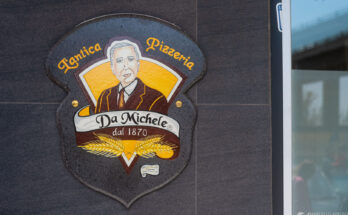 L'antica Pizzeria
Da Michele
dal 1870